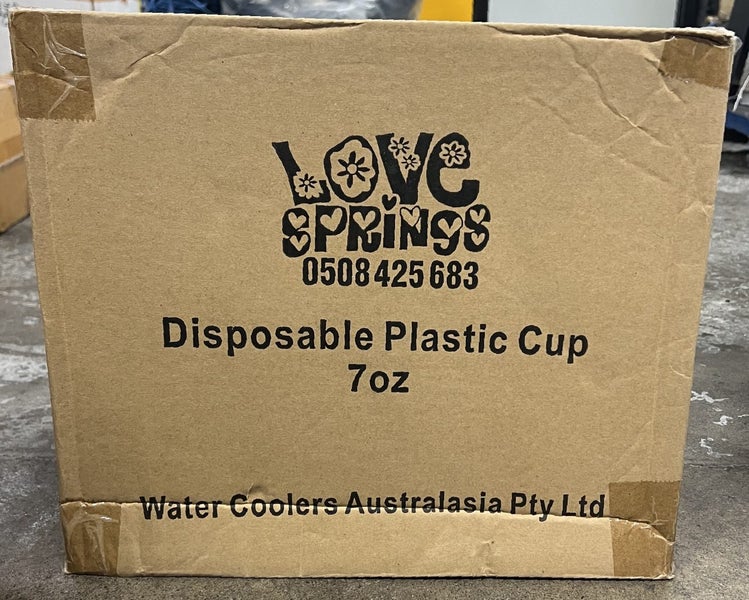 LOVE
SPRiNgS
0508 425 683
Disposable Plastic Cup
7oz
Water Coolers Australasia Pty Ltd